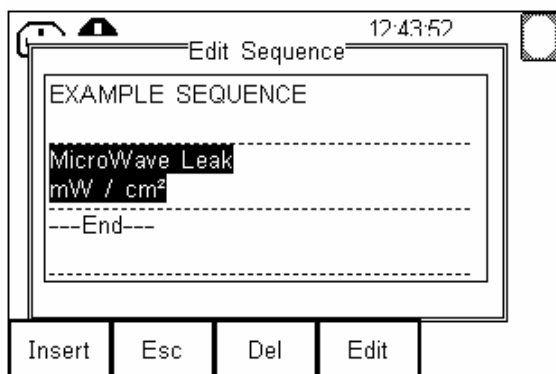 12:43:52
Edit Sequence
EXAMPLE SEQUENCE
MicroWave Leak
mW / cm²
---End---
Insert Esc Del Edit